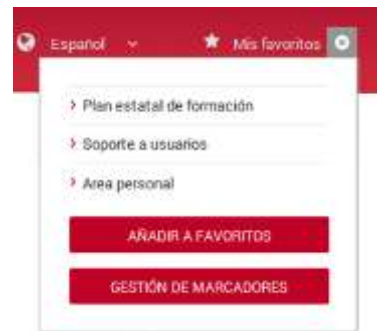 Español Mis favoritos
Plan estatal de formación
Soporte a usuarios
Area personal
AÑADIR A FAVORITOS
GESTIÓN DE MARCADORES